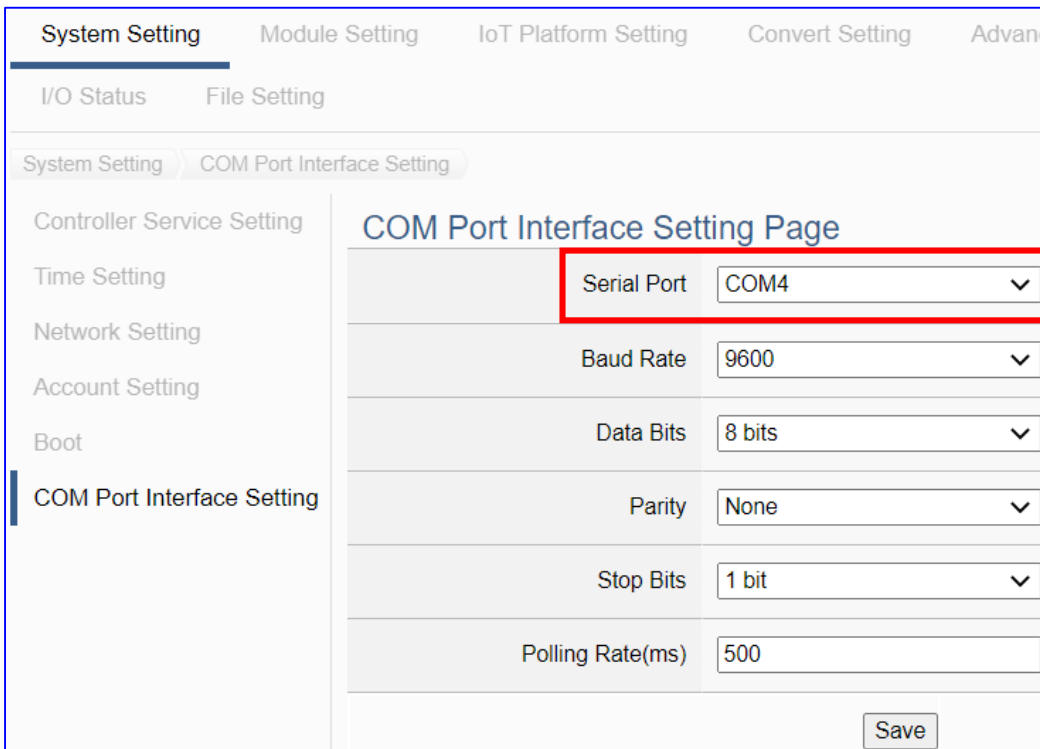 System Setting Module Setting IoT Platform Setting Convert Setting
I/O Status File Setting
System Setting COM Port Interface Setting
Controller Service Setting
Time Setting
Network Setting
Account Setting
Boot
COM Port Interface Setting
COM Port Interface Setting Page
Serial Port COM4
Baud Rate 9600
Data Bits 8 bits
Parity None
Stop Bits 1 bit
Polling Rate(ms) 500
Save